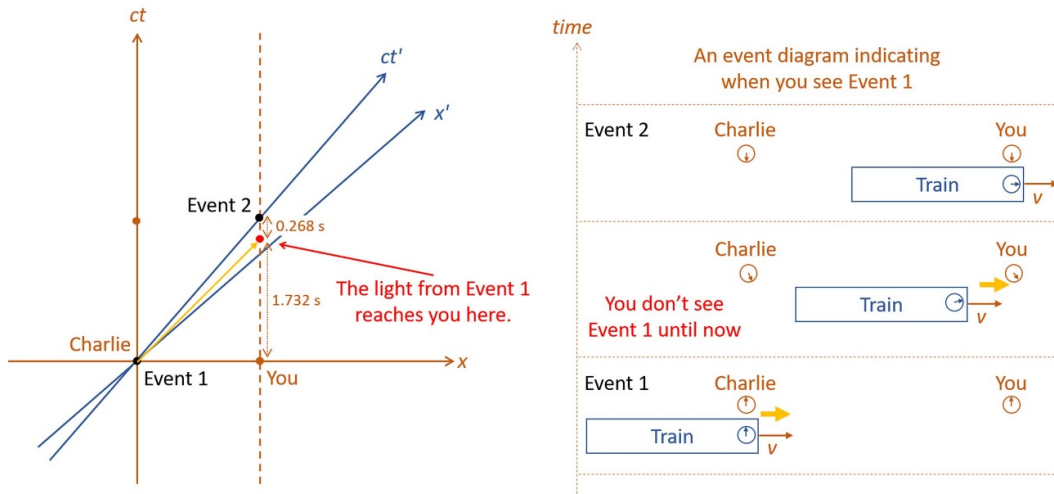 ct
ct'
x'
Event 2
0.268 s
1.732 s
The light from Event 1
reaches you here.
Charlie
x
Event 1
You
time
An event diagram indicating
when you see Event 1
Event 2
Charlie
You
Train
v
Charlie
You
You don't see
Event 1 until now
Train
v
Event 1
Charlie
You
Train
v